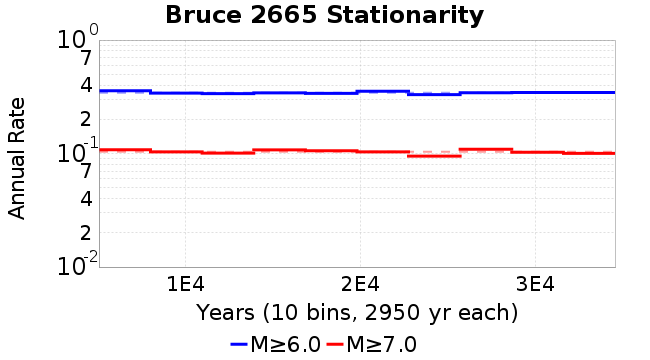 Bruce 2665 Stationarity
Annual Rate
10^0
7
4
2
10^-1
7
4
2
10^-2
1E4
2E4
3E4
Years (10 bins, 2950 yr each)
M≥6.0
M≥7.0